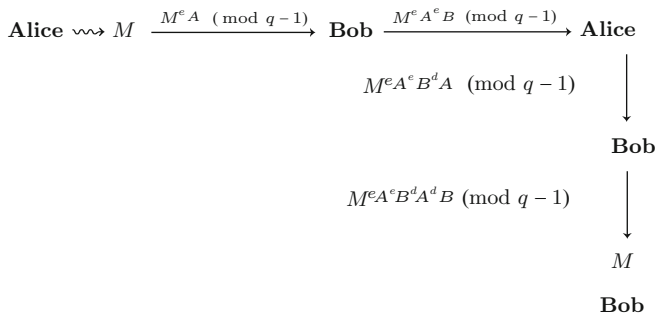 Alice M M^e A (mod q − 1) Bob M^e A^e B (mod q−1) Alice
M^e A^e B^d A (mod q − 1)
Bob
M^e A^e B^d A^d B (mod q − 1)
M
Bob